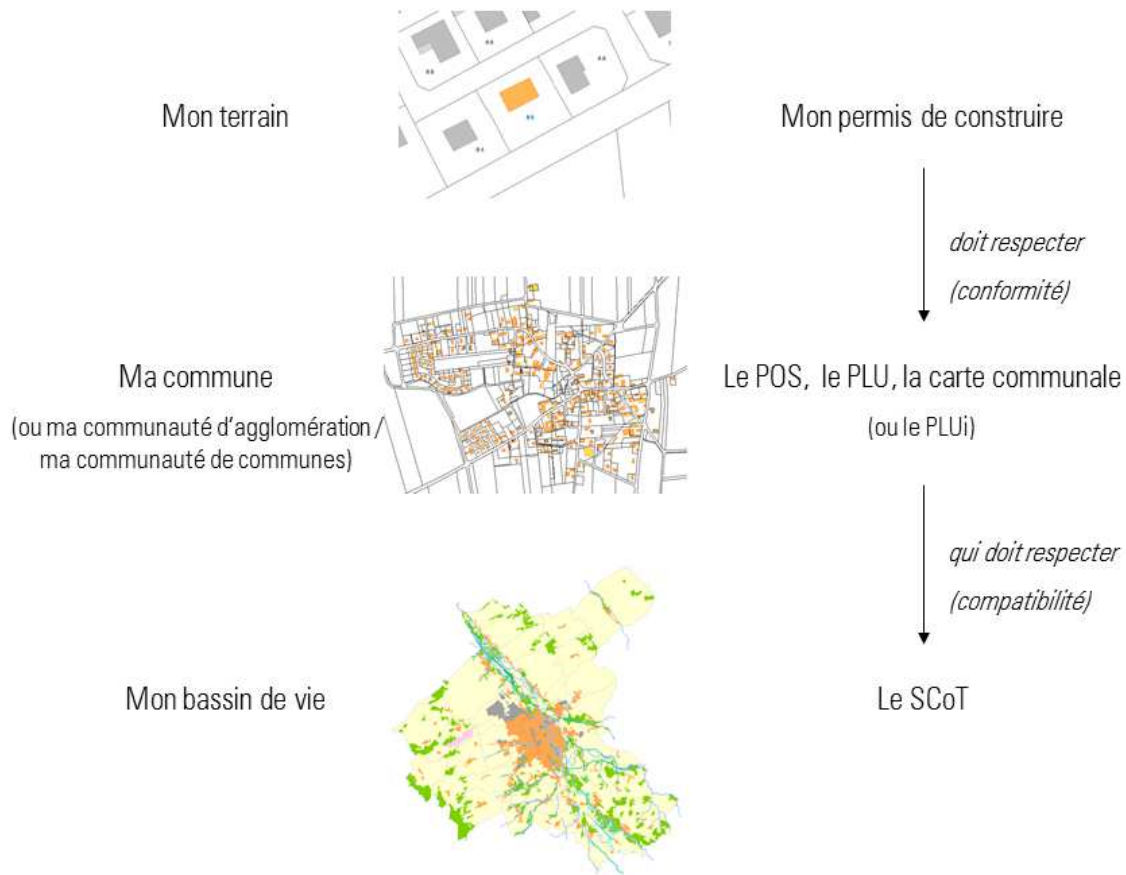 Mon terrain
Mon permis de construire
doit respecter
(conformité)
Ma commune
(ou ma communauté d'agglomération /
ma communauté de communes)
Le POS, le PLU, la carte communale
(ou le PLUi)
qui doit respecter
(compatibilité)
Mon bassin de vie
Le SCoT